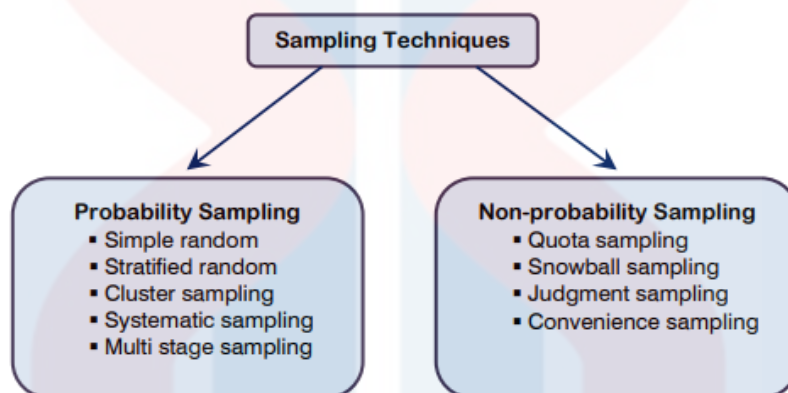 Sampling Techniques
Probability Sampling
▪ Simple random
▪ Stratified random
▪ Cluster sampling
▪ Systematic sampling
▪ Multi stage sampling
Non-probability Sampling
▪ Quota sampling
▪ Snowball sampling
▪ Judgment sampling
▪ Convenience sampling